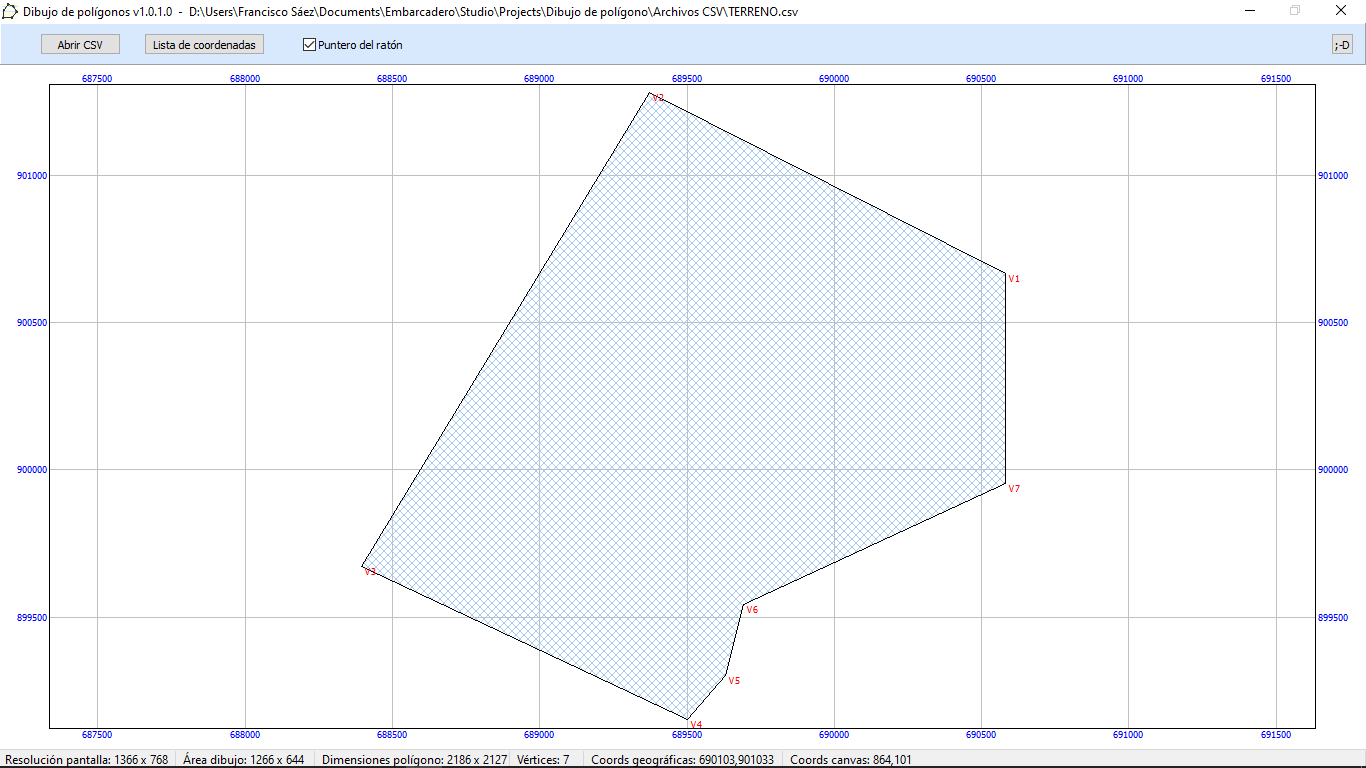 Dibujo de polígonos v1.0.1.0 - D:\Users\Francisco Sáez\Documents\Embarcadero\Studio\Projects\Dibujo de polígono\Archivos CSV\TERRENO.csv
Abrir CSV Lista de coordenadas Puntero del ratón ;-D
687500 688000 688500 689000 689500 690000 690500 691000 691500
V2
901000 901000
V1
900500 900500
900000 900000
V7
V3
V6
899500 899500
V5
V4
687500 688000 688500 689000 689500 690000 690500 691000 691500
Resolución pantalla: 1366 x 768 Área dibujo: 1266 x 644 Dimensiones polígono: 2186 x 2127 Vértices: 7 Coords geográficas: 690103,901033 Coords canvas: 864,101